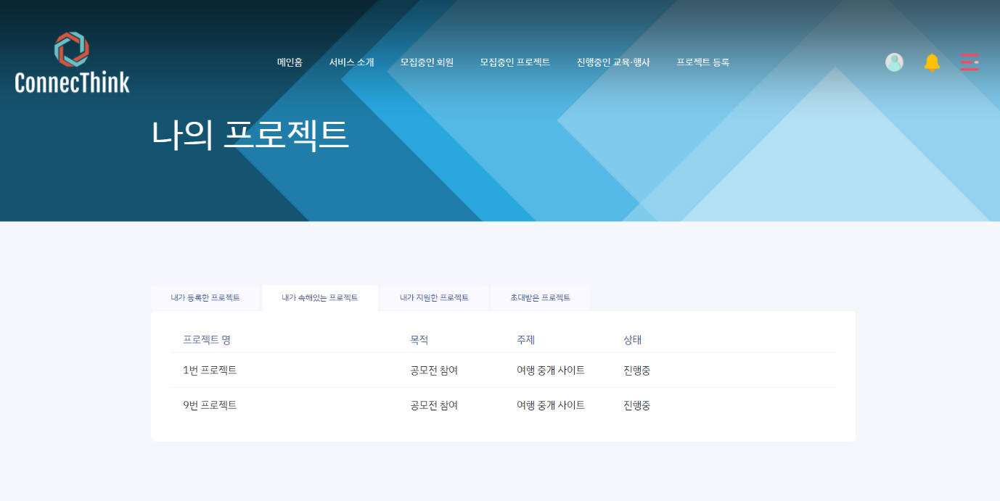 ConnecThink
메인홈 서비스 소개 모집중인 회원 모집중인 프로젝트 진행중인 교육·행사 프로젝트 등록
나의 프로젝트
내가 등록한 프로젝트 내가 속해있는 프로젝트 내가 지원한 프로젝트 초대받은 프로젝트
프로젝트 명 목적 주제 상태
1번 프로젝트 공모전 참여 여행 중개 사이트 진행중
9번 프로젝트 공모전 참여 여행 중개 사이트 진행중